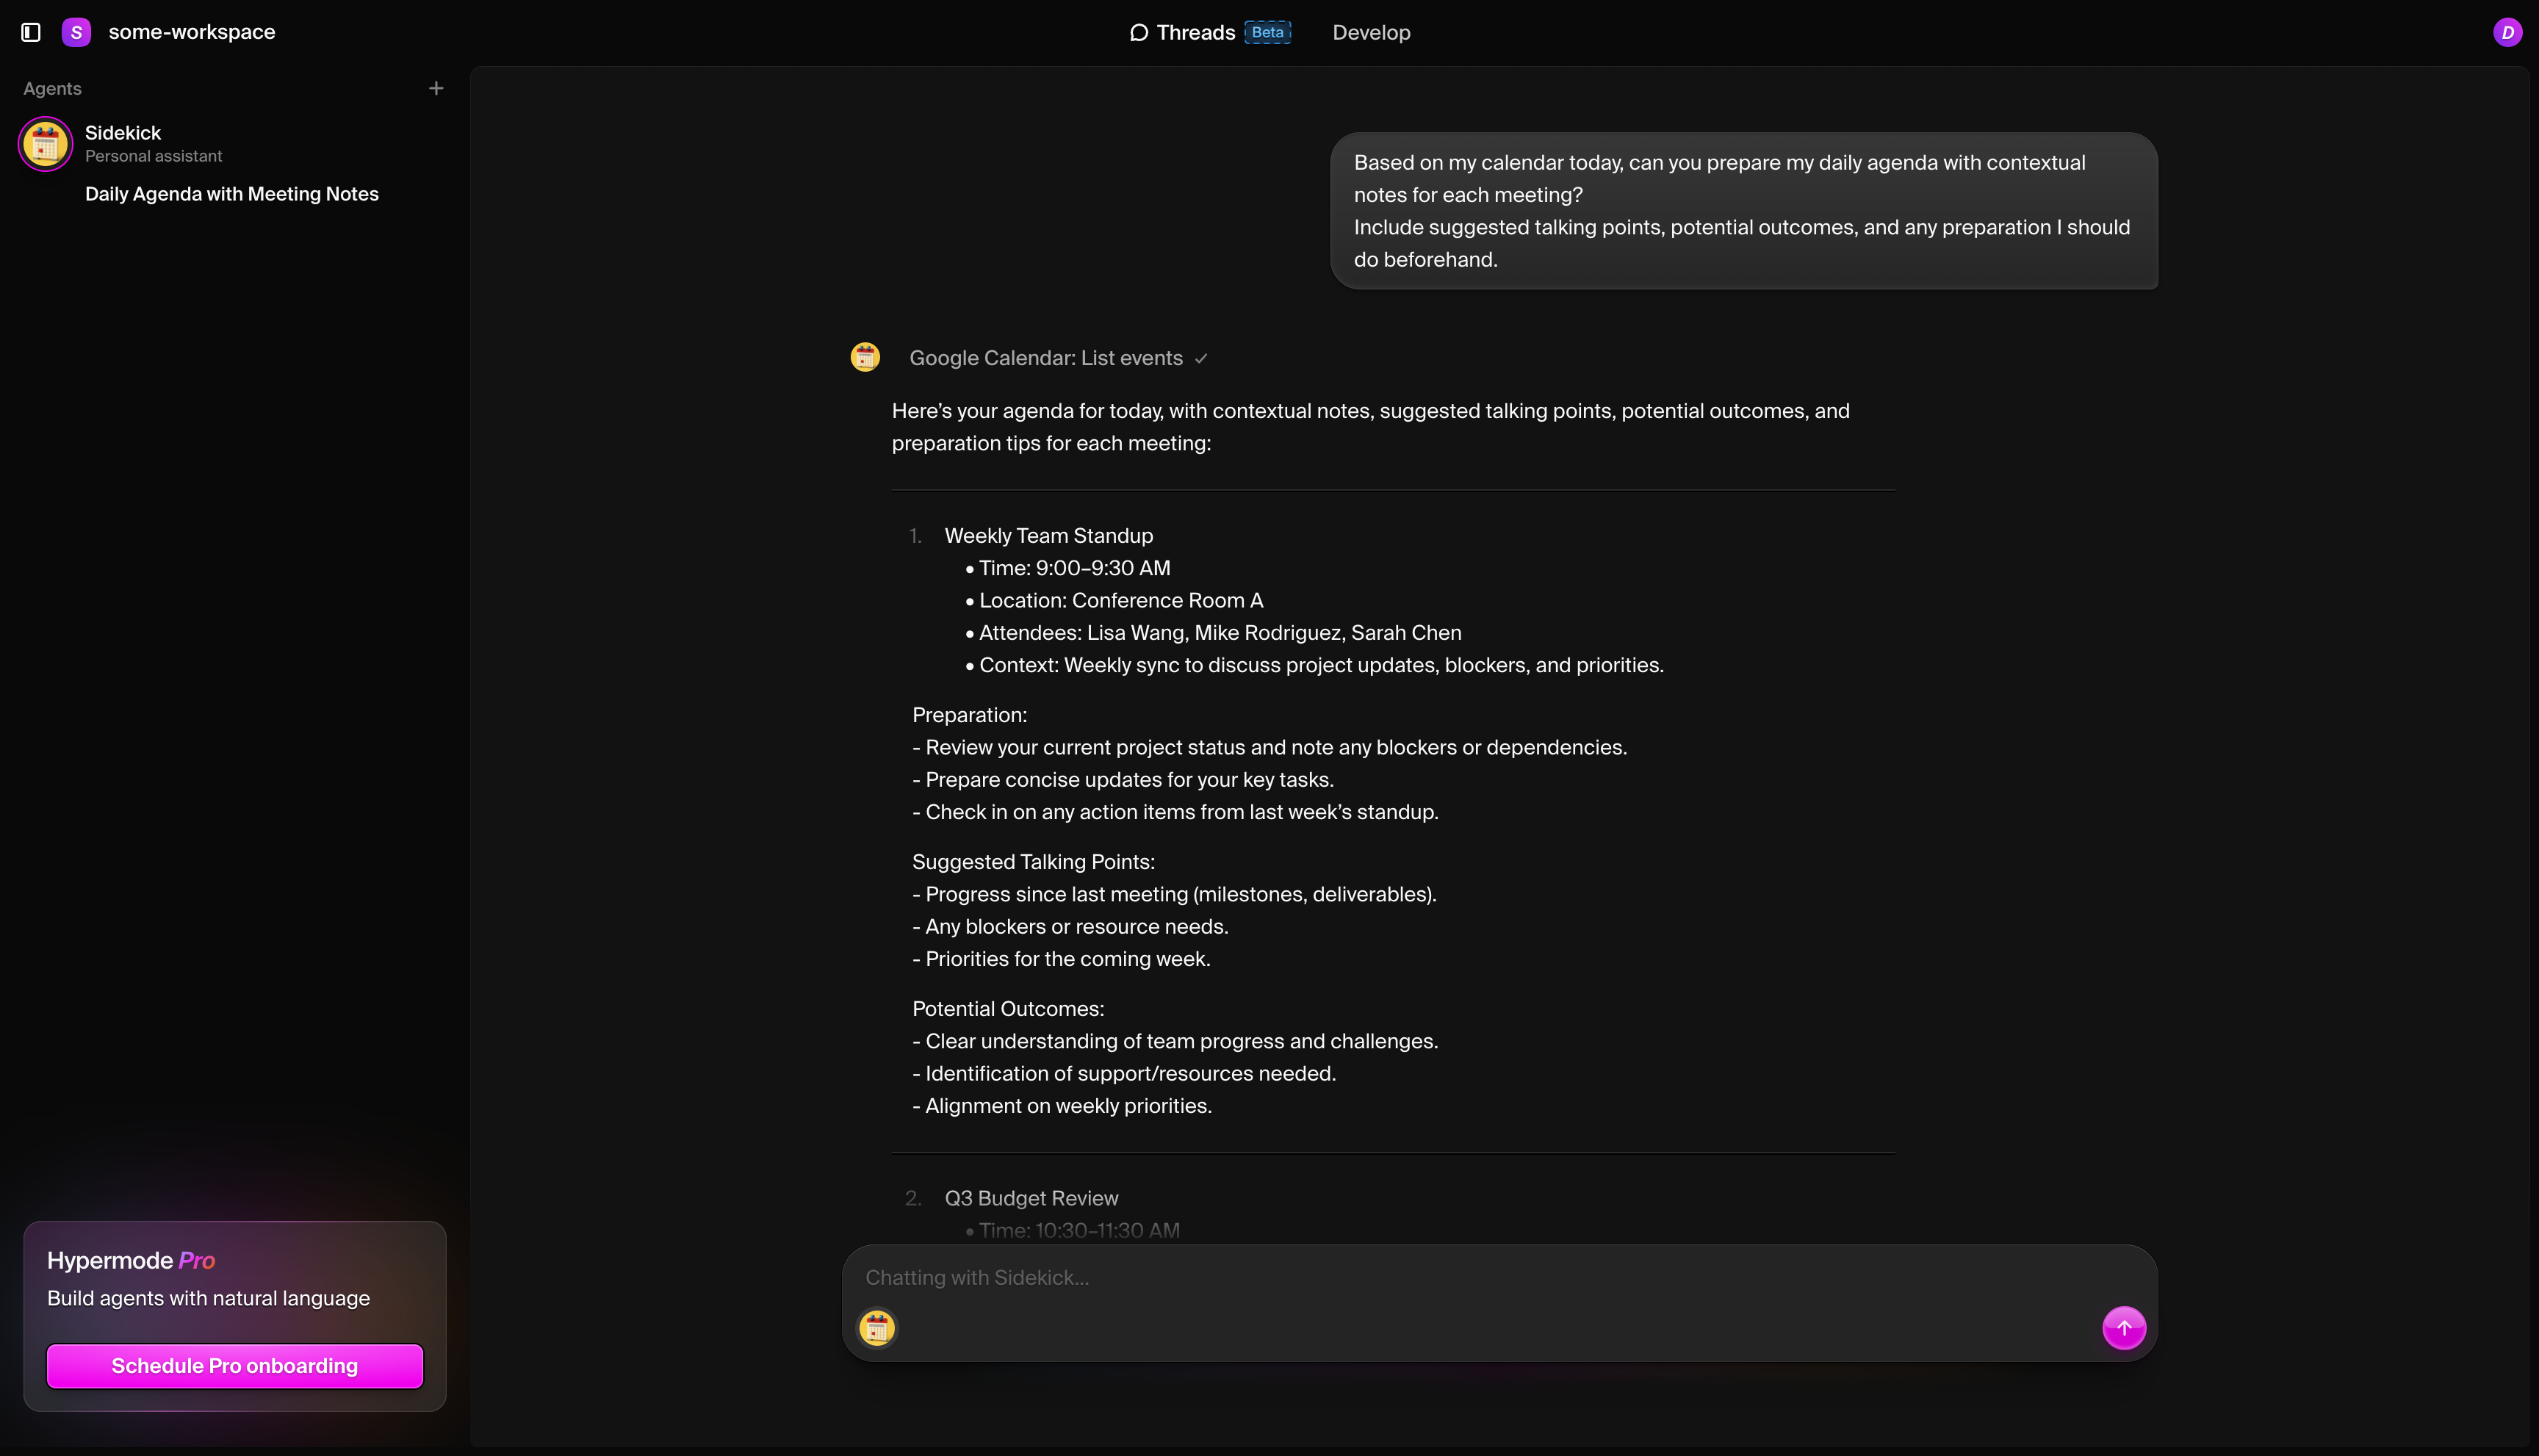 S some-workspace
Threads Beta
Develop
D
Agents
Sidekick
Personal assistant
Daily Agenda with Meeting Notes
Based on my calendar today, can you prepare my daily agenda with contextual
notes for each meeting?
Include suggested talking points, potential outcomes, and any preparation I should
do beforehand.
Google Calendar: List events
Here’s your agenda for today, with contextual notes, suggested talking points, potential outcomes, and
preparation tips for each meeting:
1. Weekly Team Standup
• Time: 9:00–9:30 AM
• Location: Conference Room A
• Attendees: Lisa Wang, Mike Rodriguez, Sarah Chen
• Context: Weekly sync to discuss project updates, blockers, and priorities.
Preparation:
- Review your current project status and note any blockers or dependencies.
- Prepare concise updates for your key tasks.
- Check in on any action items from last week’s standup.
Suggested Talking Points:
- Progress since last meeting (milestones, deliverables).
- Any blockers or resource needs.
- Priorities for the coming week.
Potential Outcomes:
- Clear understanding of team progress and challenges.
- Identification of support/resources needed.
- Alignment on weekly priorities.
2. Q3 Budget Review
• Time: 10:30–11:30 AM
Chatting with Sidekick...
Hypermode Pro
Build agents with natural language
Schedule Pro onboarding